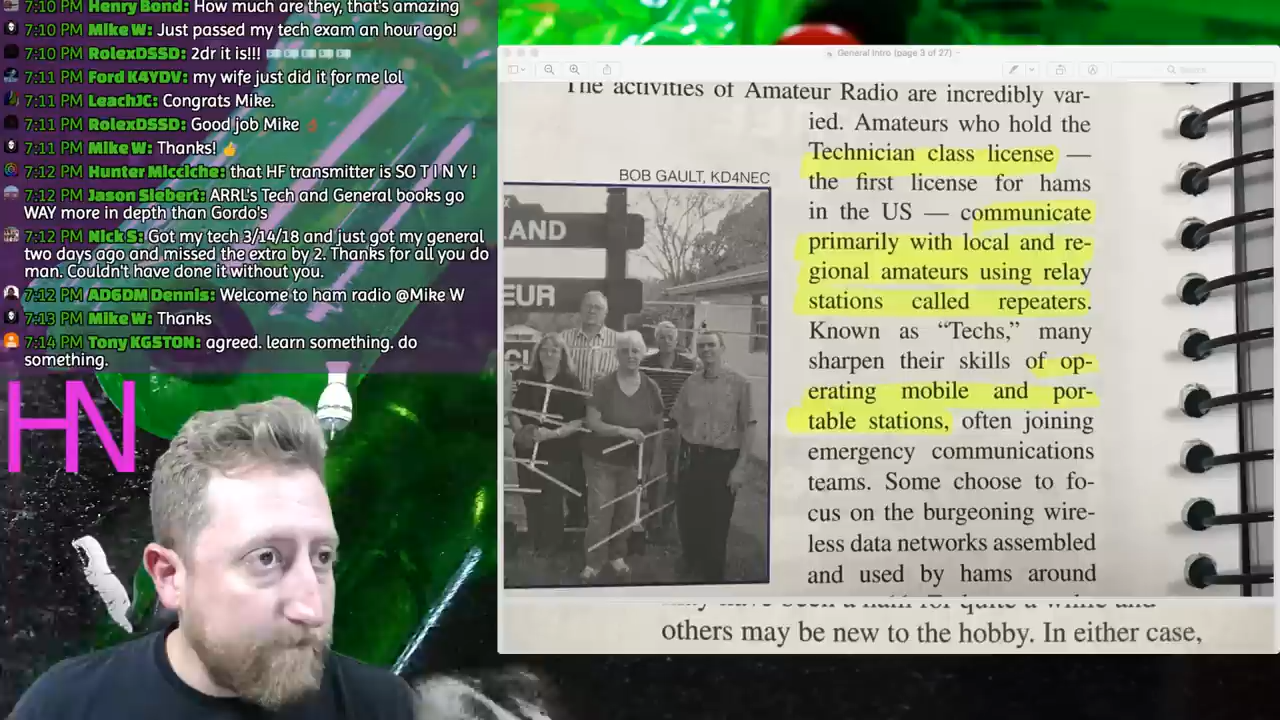 7:10 PM Henry Bond: How much are they, that's amazing
7:10 PM Mike W: Just passed my tech exam an hour ago!
7:10 PM RolexDSSD: 2dr it is!!!
7:11 PM Ford K4YDV: my wife just did it for me lol
7:11 PM LeachJC: Congrats Mike.
7:11 PM RolexDSSD: Good job Mike
7:11 PM Mike W: Thanks! 👍
7:12 PM Hunter Micciche: that HF transmitter is SO T I N Y !
7:12 PM Jason Siebert: ARRL's Tech and General books go
WAY more in depth than Gordo's
7:12 PM Nick S: Got my tech 3/14/18 and just got my general
two days ago and missed the extra by 2. Thanks for all you do
man. Couldn't have done it without you.
7:12 PM AD6DM Dennis: Welcome to ham radio @Mike W
7:13 PM Mike W: Thanks
7:14 PM Tony KG5TON: agreed. learn something. do
something.
HN
General Intro (page 3 of 27)
Search
The activities of Amateur Radio are incredibly var-
ied. Amateurs who hold the
Technician class license —
the first license for hams
in the US — communicate
primarily with local and re-
gional amateurs using relay
stations called repeaters.
Known as “Techs,” many
sharpen their skills of op-
erating mobile and por-
table stations, often joining
emergency communications
teams. Some choose to fo-
cus on the burgeoning wire-
less data networks assembled
and used by hams around
BOB GAULT, KD4NEC
LAND
EUR
others may be new to the hobby. In either case,